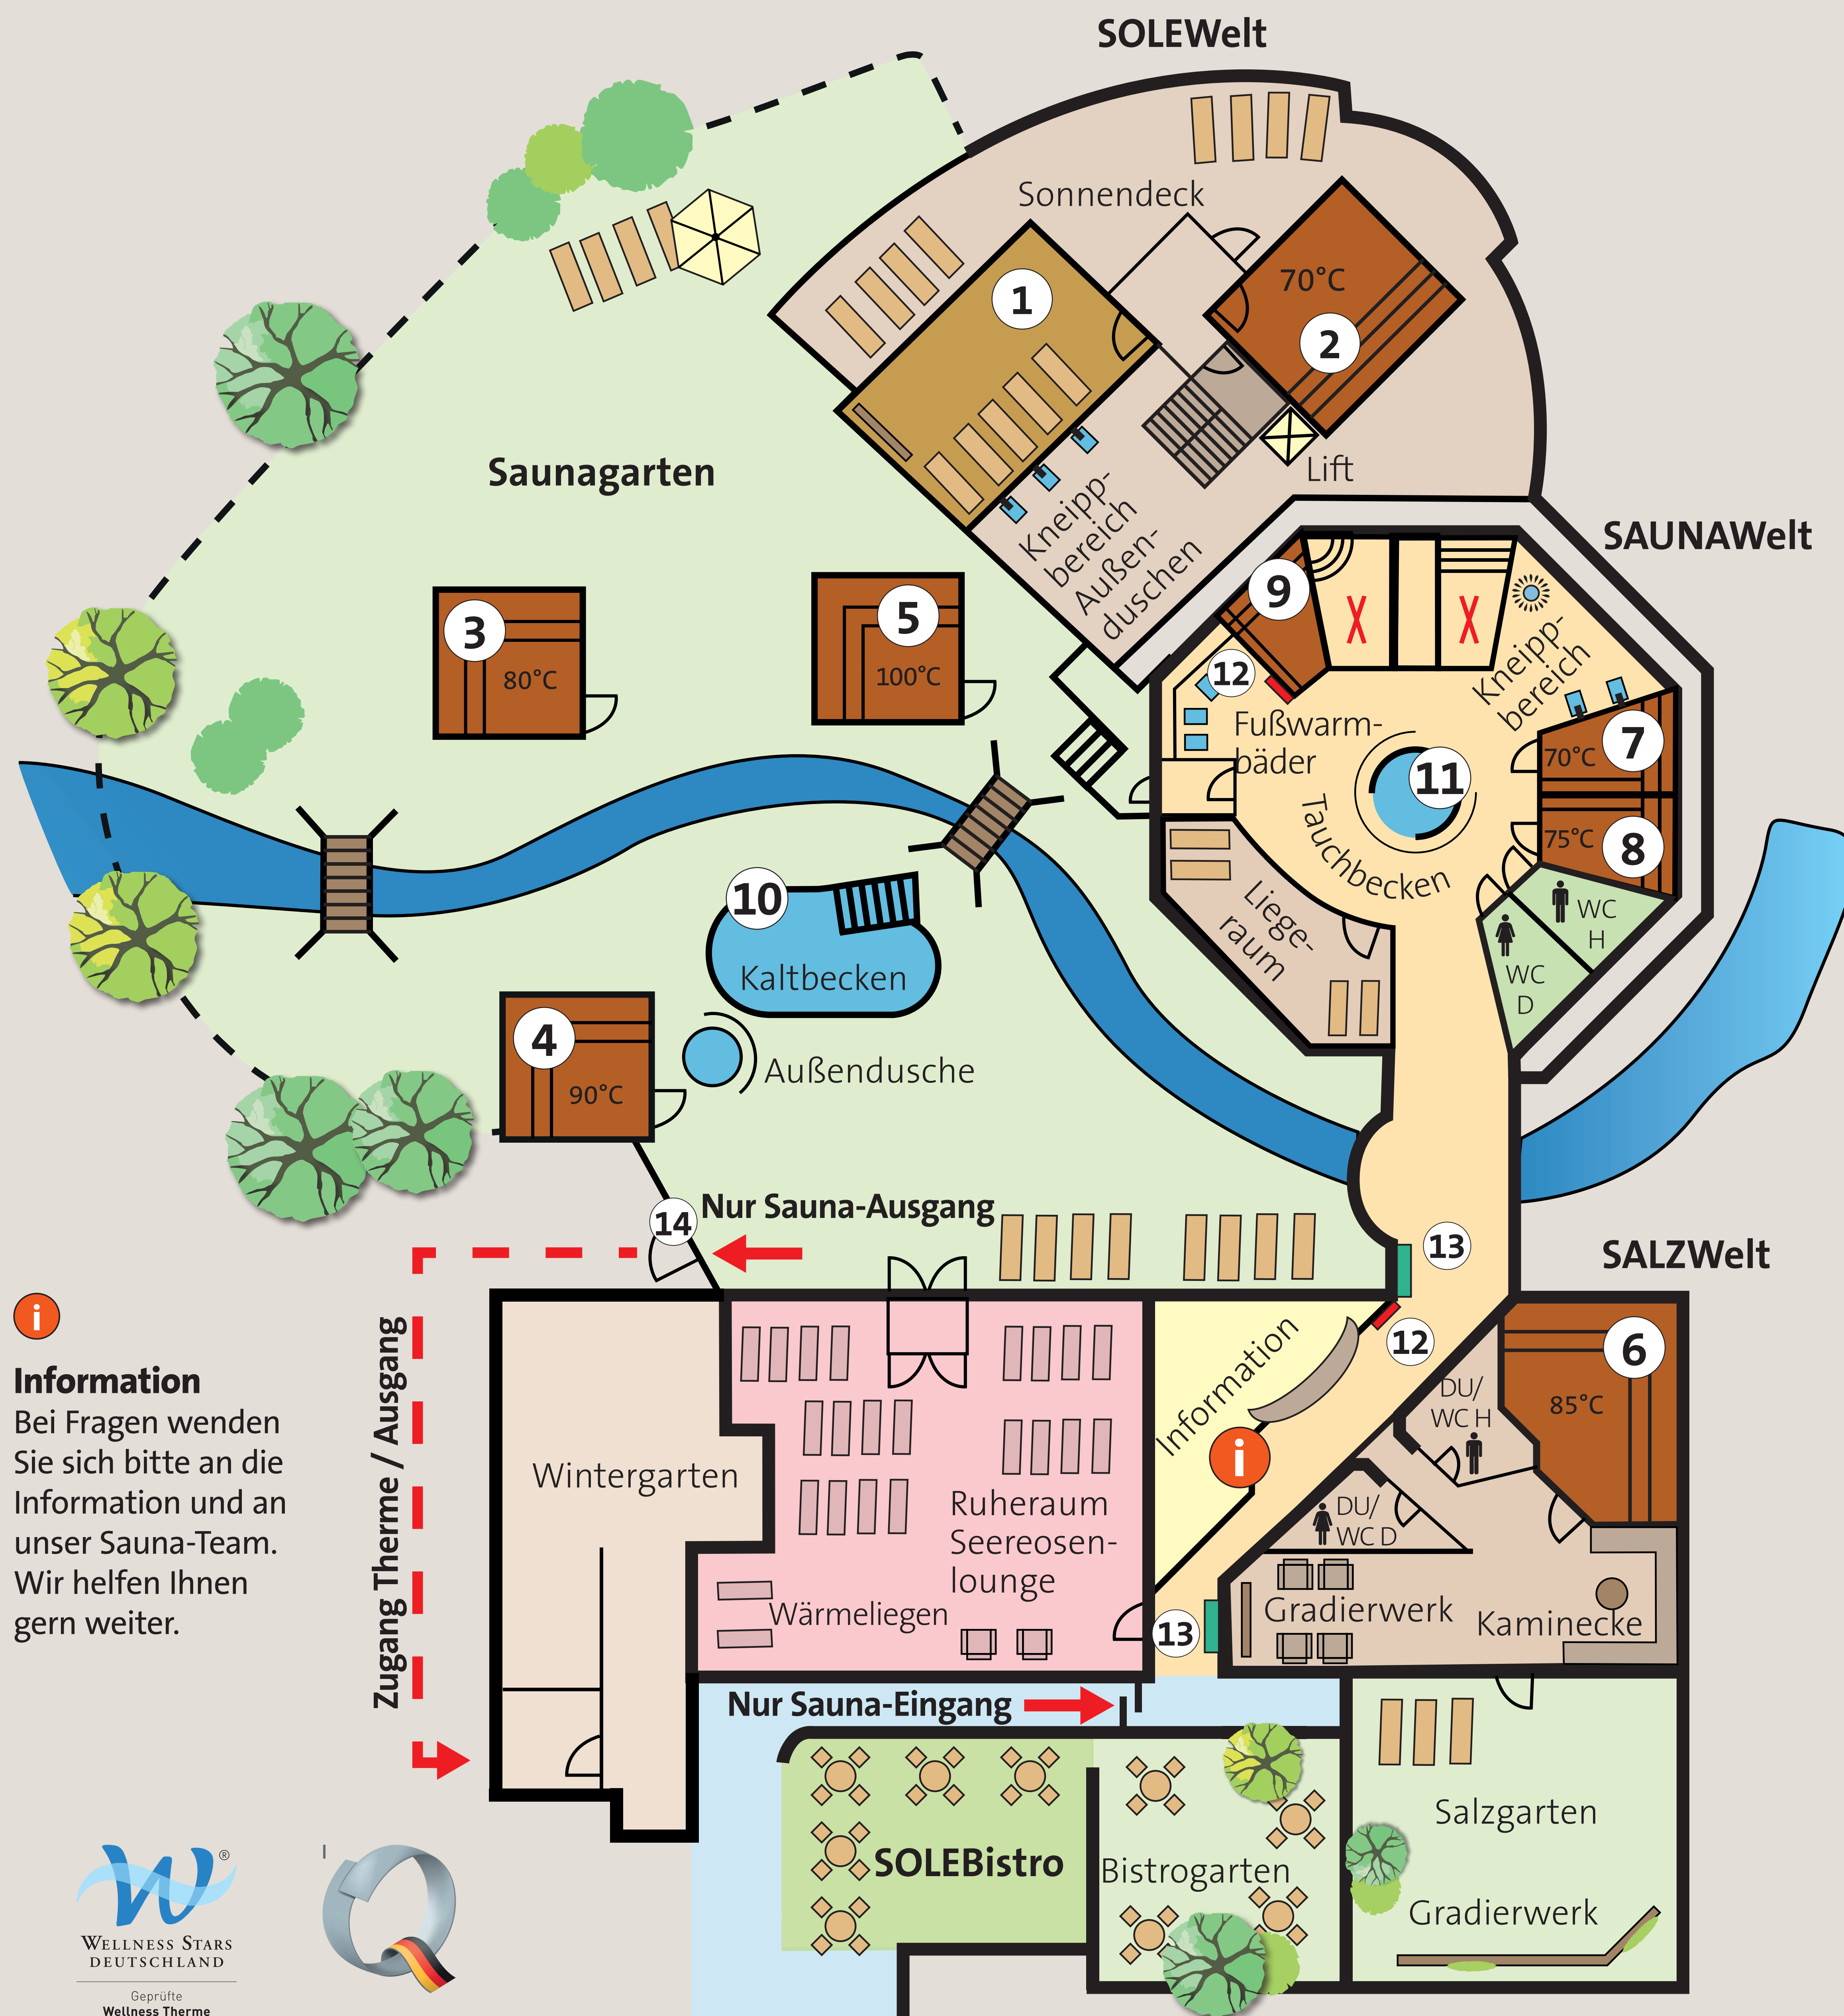 SOLEWelt
Sonnendeck
1
70°C
2
Lift
Kneipp-
bereich
Außen-
duschen
Saunagarten
SAUNAWelt
3
80°C
5
100°C
9
X
X
12
Fußwarm-
bäder
Kneipp-
bereich
7
70°C
11
Tauchbecken
75°C
8
WC
H
WC
D
Liege-
raum
10
Kaltbecken
4
90°C
Außendusche
14
Nur Sauna-Ausgang
13
SALZWelt
12
6
85°C
Information
i
DU/
WC H
DU/
WC D
i
Information
Bei Fragen wenden
Sie sich bitte an die
Information und an
unser Sauna-Team.
Wir helfen Ihnen
gern weiter.
Zugang Therme / Ausgang
Wintergarten
Ruheraum
Seereosen-
lounge
Wärmeliegen
13
Gradierwerk
Kaminecke
Nur Sauna-Eingang
SOLEBistro
Bistrogarten
Salzgarten
Gradierwerk
W®
WELLNESS STARS
DEUTSCHLAND
Geprüfte
Wellness Therme
Q